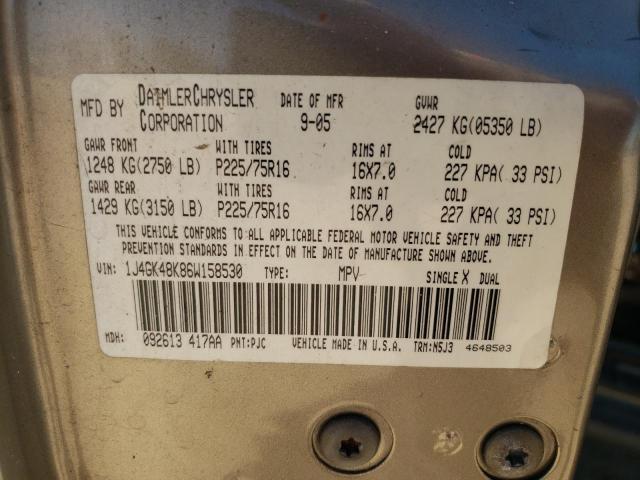 MFD BY DAIMLERCHRYSLER CORPORATION DATE OF MFR 9-05 GVWR 2427 KG(05350 LB)
GAWR FRONT WITH TIRES RIMS AT COLD
1248 KG(2750 LB) P225/75R16 16X7.0 227 KPA( 33 PSI)
GAWR REAR WITH TIRES RIMS AT COLD
1429 KG(3150 LB) P225/75R16 16X7.0 227 KPA( 33 PSI)
THIS VEHICLE CONFORMS TO ALL APPLICABLE FEDERAL MOTOR VEHICLE SAFETY AND THEFT
PREVENTION STANDARDS IN EFFECT ON THE DATE OF MANUFACTURE SHOWN ABOVE.
VIN: 1J4GK48K86W158530 TYPE: MPV SINGLE X DUAL
MDH: 092613 417AA PNT:PJC VEHICLE MADE IN U.S.A. TRM:N5J3 4648503